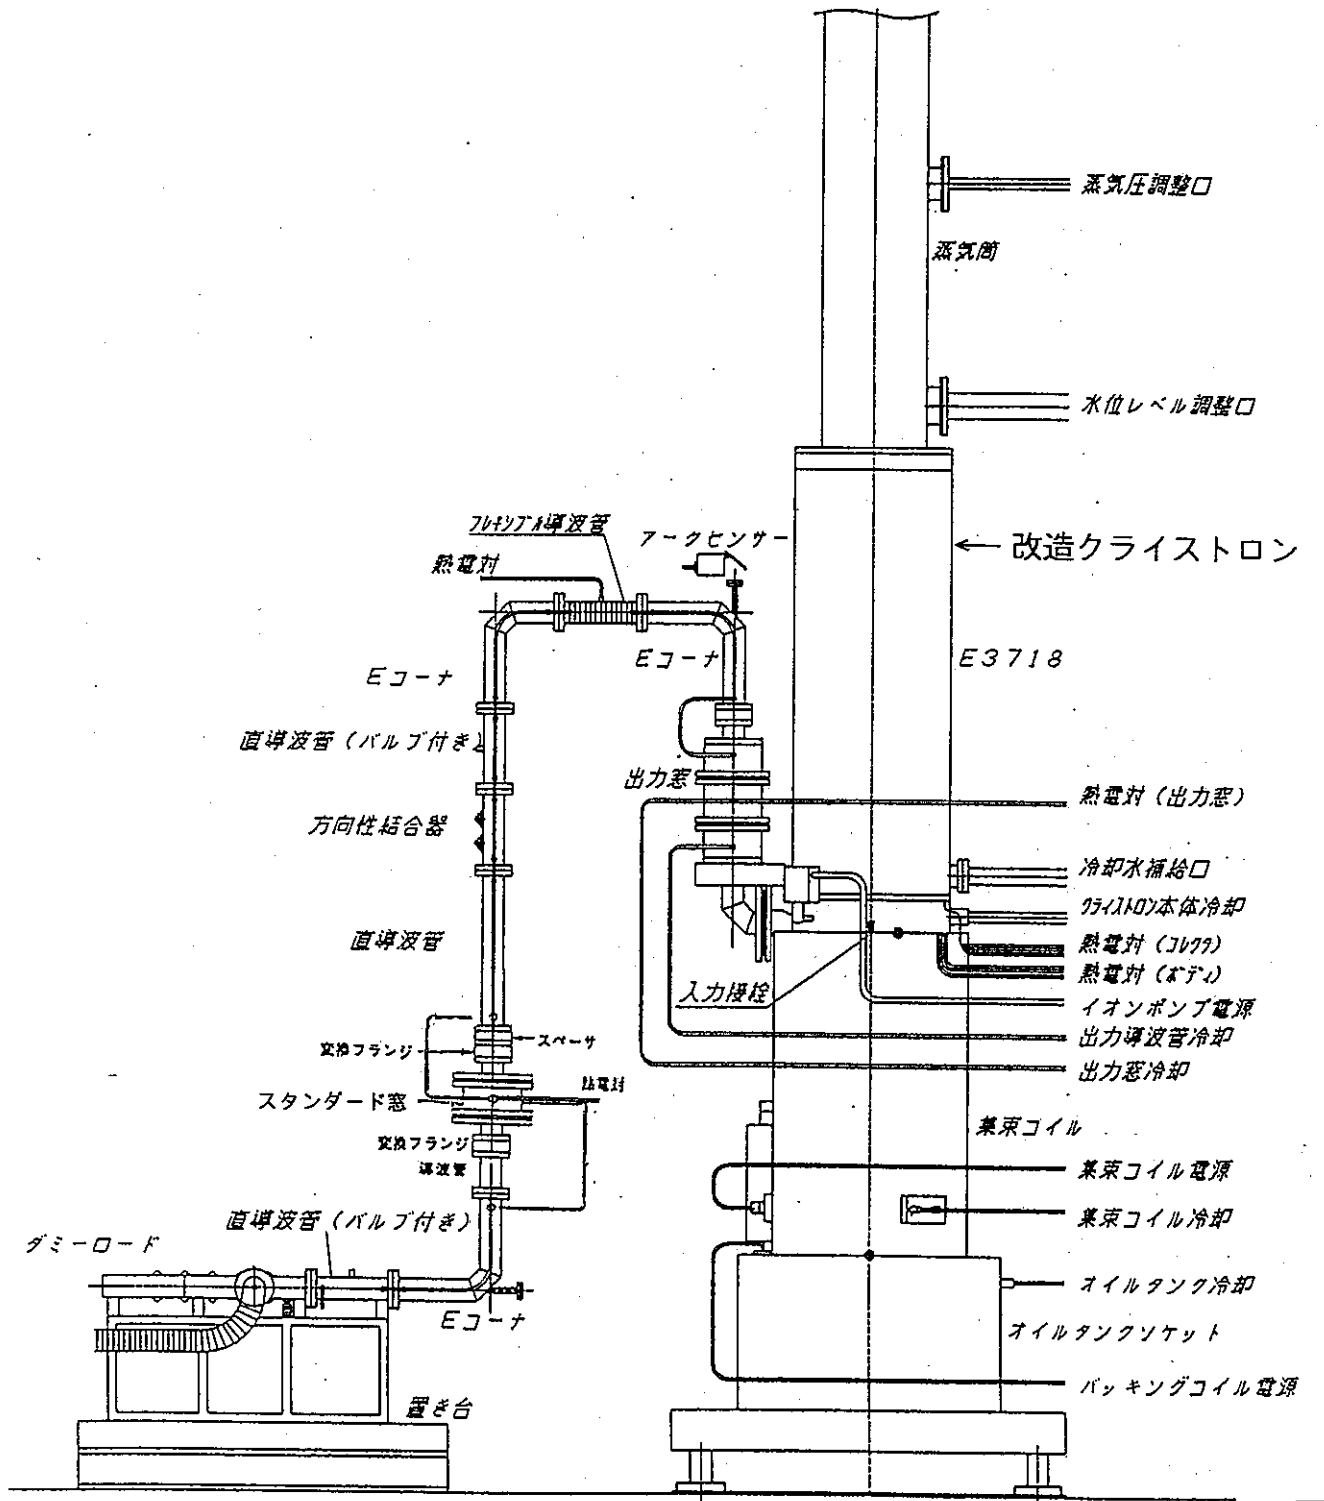 蒸気圧調整口
蒸気筒
水位レベル調整口
フレキシブル導波管
アークセンサー
熱電対
改造クライストロン
Eコーナ
E3718
Eコーナ
直導波管(バルブ付き)
出力窓
熱電対(出力窓)
方向性結合器
冷却水補給口
クライストロン本体冷却
直導波管
熱電対(コレクタ)
熱電対(ボディ)
入力接栓
イオンポンプ電源
出力導波管冷却
スペーサ
変換フランジ
出力窓冷却
熱電対
スタンダード窓
集束コイル
変換フランジ
導波管
集束コイル電源
直導波管(バルブ付き)
集束コイル冷却
ダミーロード
オイルタンク冷却
Eコーナ
オイルタンクソケット
バッキングコイル電源
置き台